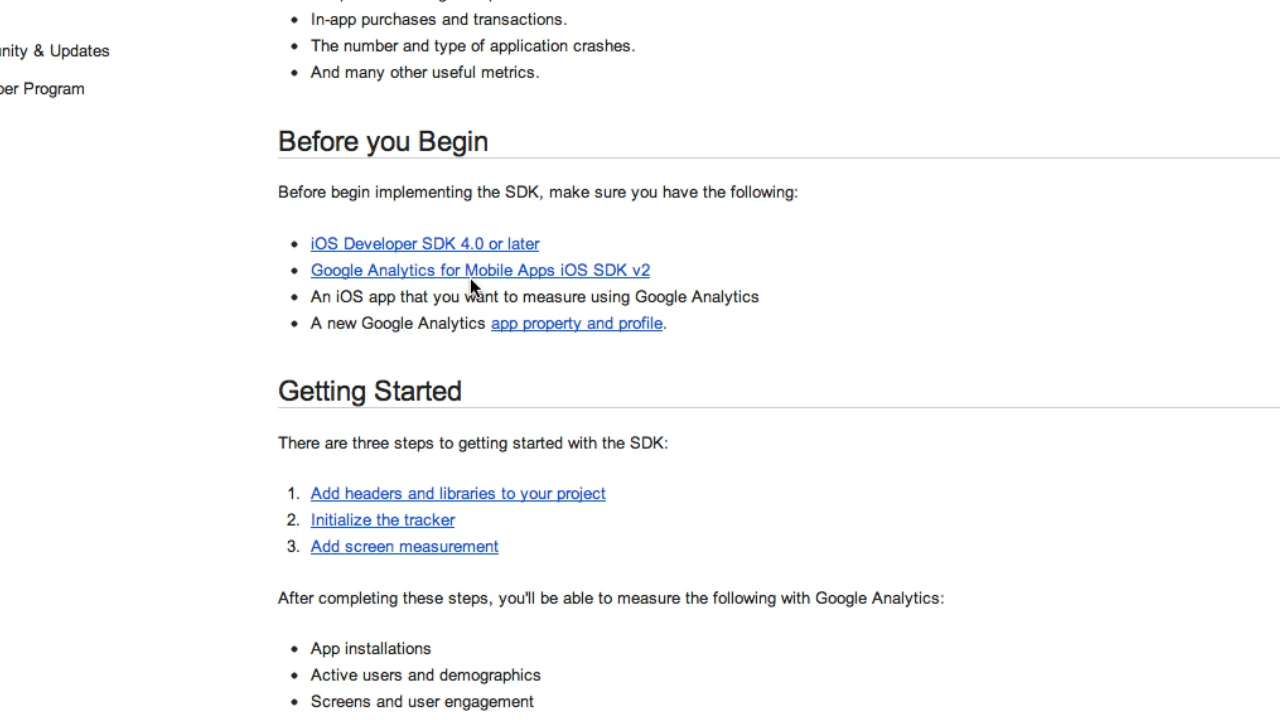 In-app purchases and transactions.
The number and type of application crashes.
And many other useful metrics.
& Updates
Program
Before you Begin
Before begin implementing the SDK, make sure you have the following:
iOS Developer SDK 4.0 or later
Google Analytics for Mobile Apps iOS SDK v2
An iOS app that you want to measure using Google Analytics
A new Google Analytics app property and profile.
Getting Started
There are three steps to getting started with the SDK:
1. Add headers and libraries to your project
2. Initialize the tracker
3. Add screen measurement
After completing these steps, you'll be able to measure the following with Google Analytics:
App installations
Active users and demographics
Screens and user engagement